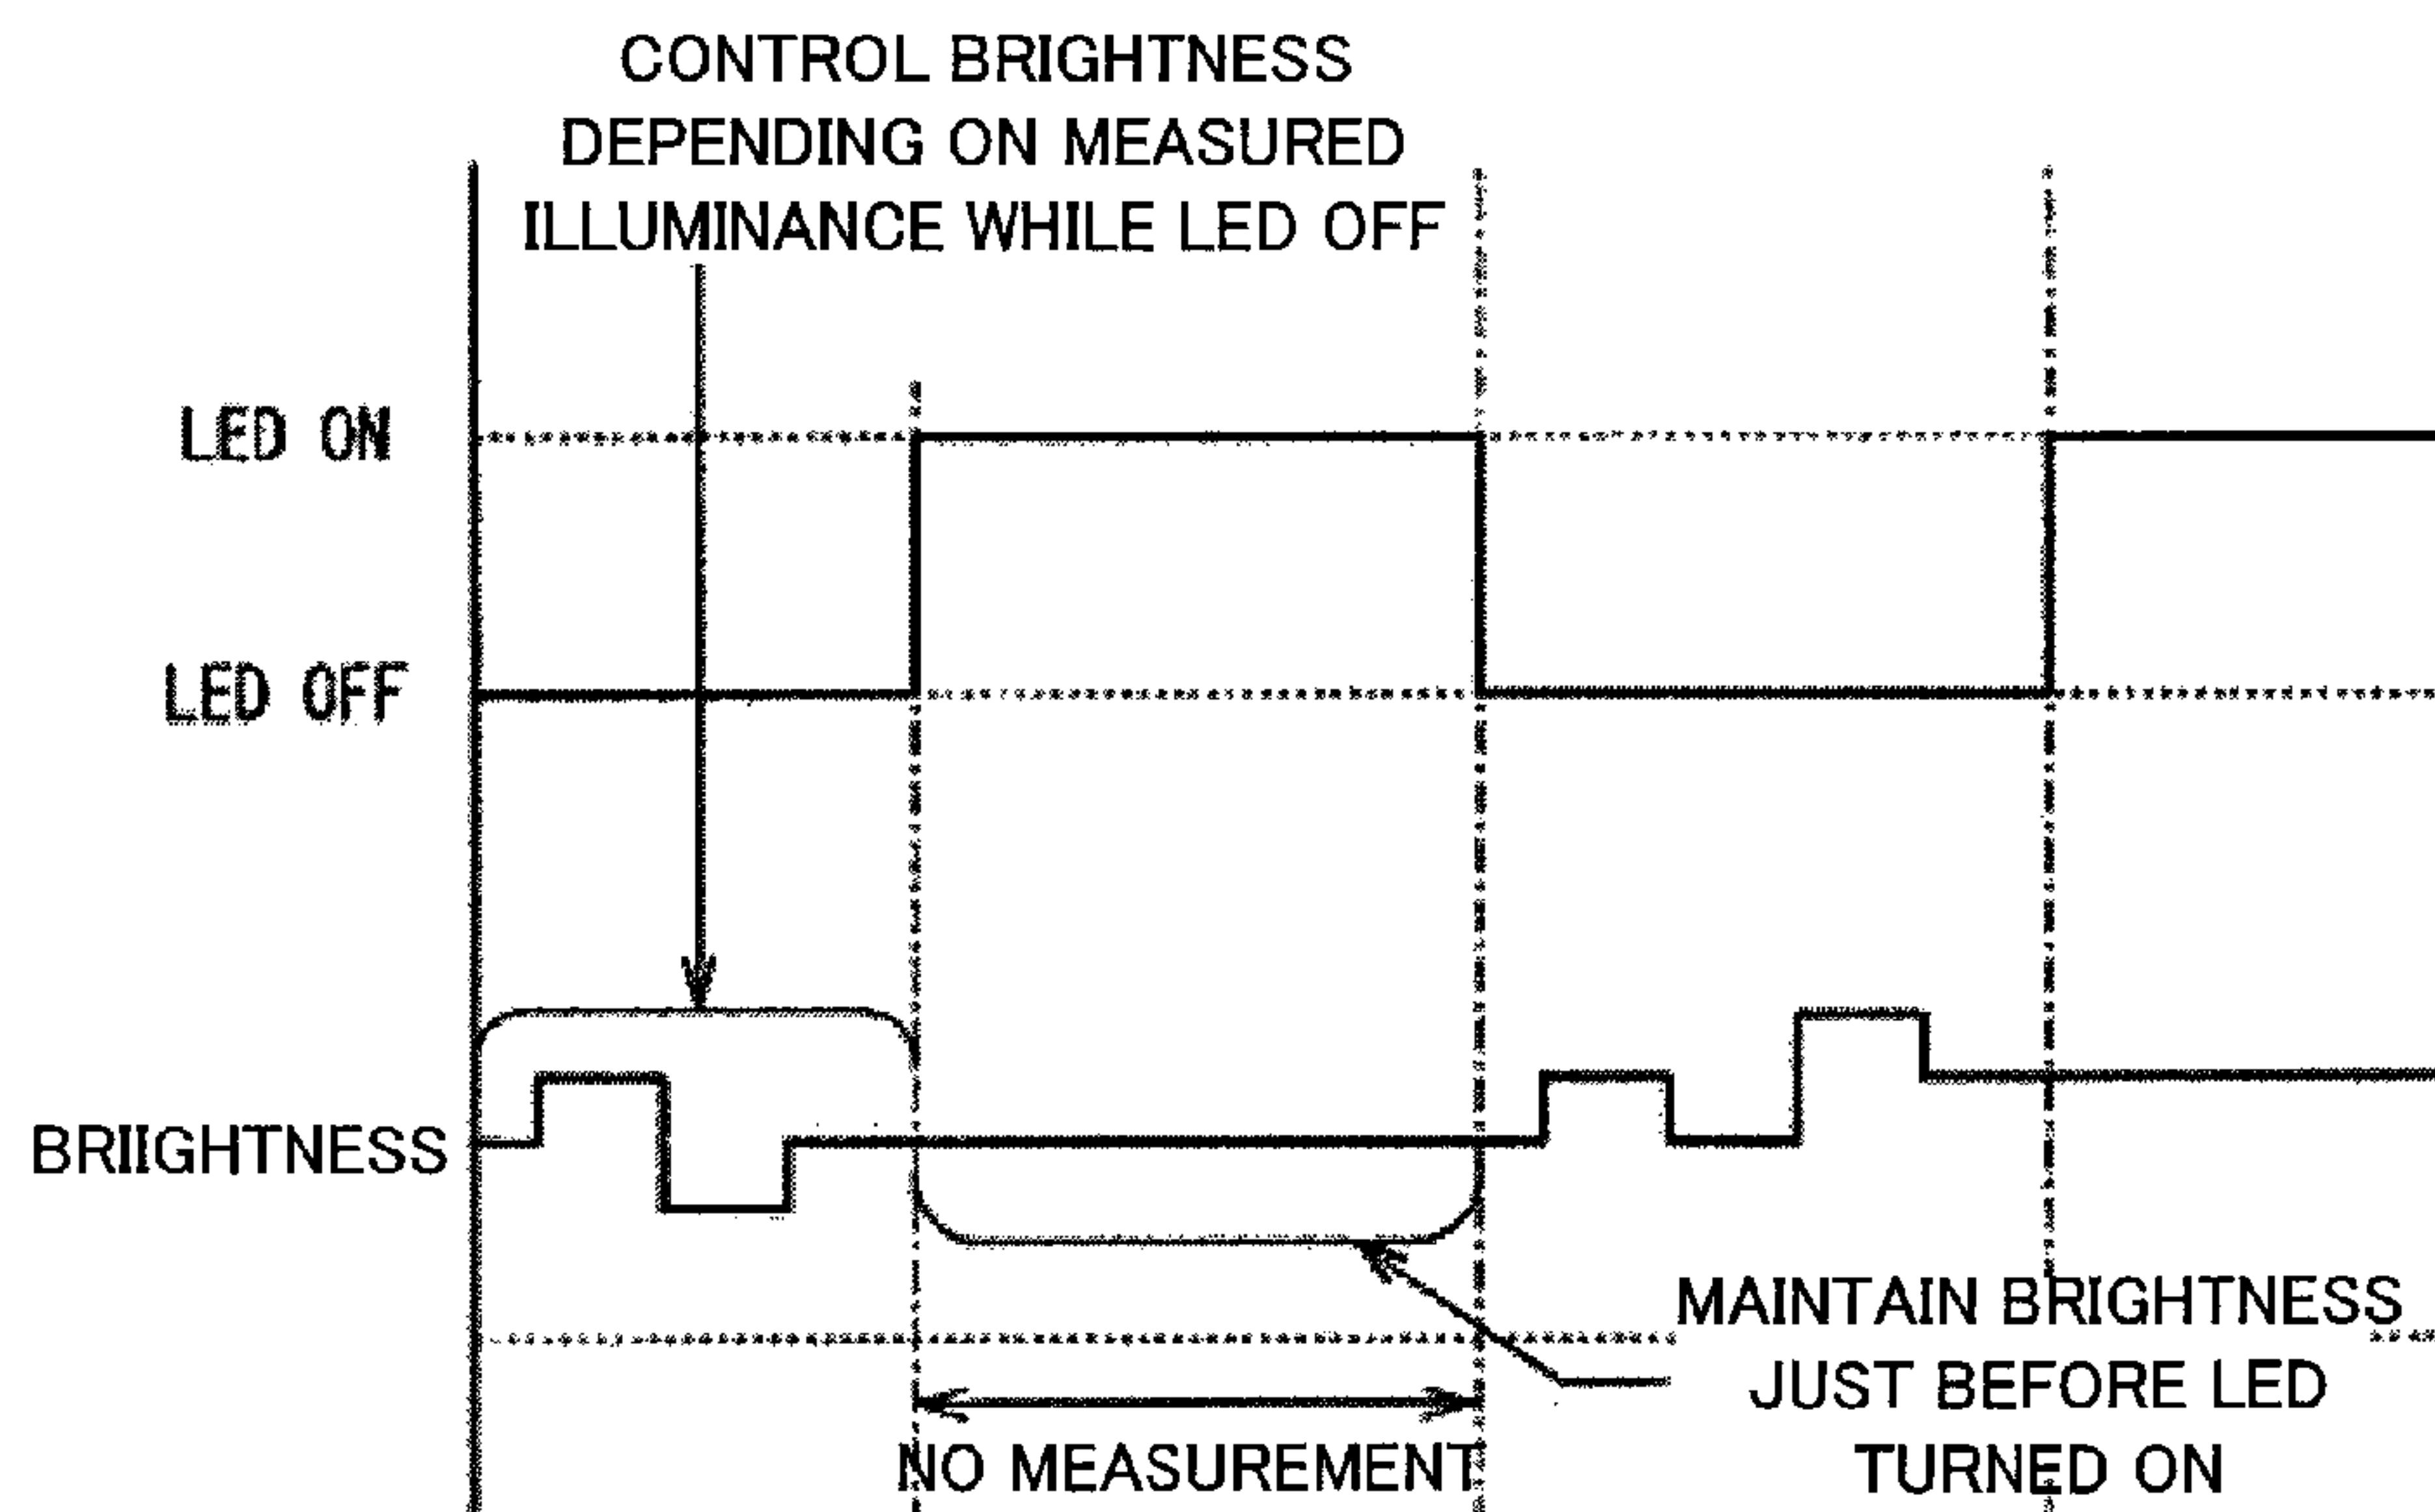 CONTROL BRIGHTNESS
DEPENDING ON MEASURED
ILLUMINANCE WHILE LED OFF
LED ON
LED OFF
BRIIGHTNESS
MAINTAIN BRIGHTNESS
JUST BEFORE LED
TURNED ON
NO MEASUREMENT